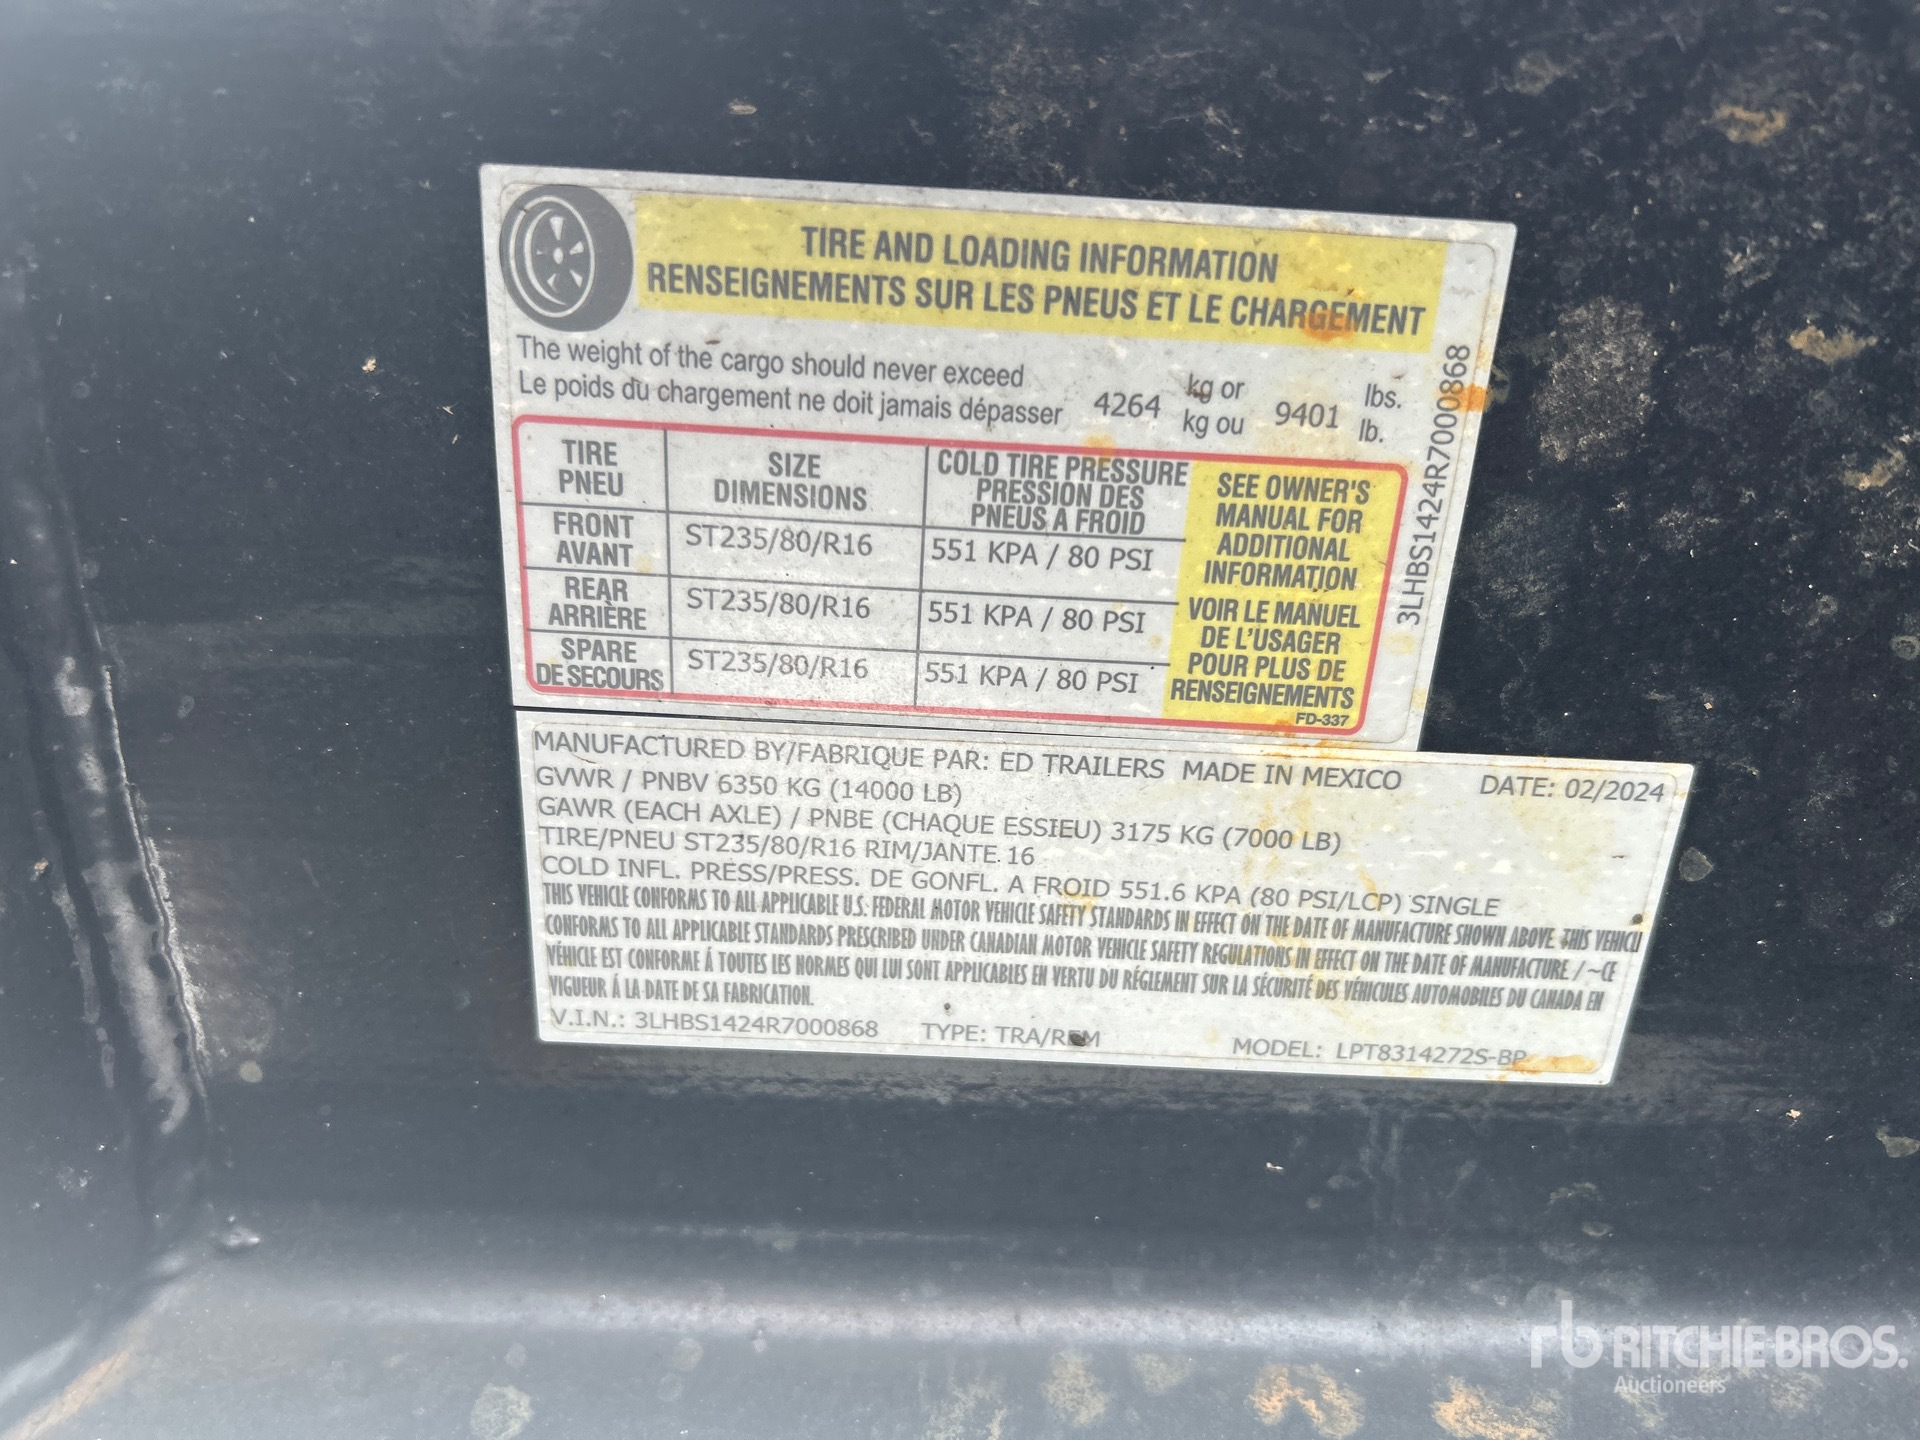 TIRE AND LOADING INFORMATION
RENSEIGNEMENTS SUR LES PNEUS ET LE CHARGEMENT
The weight of the cargo should never exceed
Le poids du chargement ne doit jamais dépasser
4264
kg or
kg ou
9401
lbs.
lb.
TIRE
PNEU
SIZE
DIMENSIONS
COLD TIRE PRESSURE
PRESSION DES
PNEUS A FROID
FRONT
AVANT
ST235/80/R16
551 KPA / 80 PSI
REAR
ARRIÈRE
ST235/80/R16
551 KPA / 80 PSI
SPARE
DE SECOURS
ST235/80/R16
551 KPA / 80 PSI
SEE OWNER'S
MANUAL FOR
ADDITIONAL
INFORMATION
VOIR LE MANUEL
DE L'USAGER
POUR PLUS DE
RENSEIGNEMENTS
FD-337
3LHBS1424R7000868
MANUFACTURED BY/FABRIQUE PAR: ED TRAILERS MADE IN MEXICO DATE: 02/2024
GVWR / PNBV 6350 KG (14000 LB)
GAWR (EACH AXLE) / PNBE (CHAQUE ESSIEU) 3175 KG (7000 LB)
TIRE/PNEU ST235/80/R16 RIM/JANTE 16
COLD INFL. PRESS/PRESS. DE GONFL. A FROID 551.6 KPA (80 PSI/LCP) SINGLE
THIS VEHICLE CONFORMS TO ALL APPLICABLE U.S. FEDERAL MOTOR VEHICLE SAFETY STANDARDS IN EFFECT ON THE DATE OF MANUFACTURE SHOWN ABOVE. THIS VEHICLE
CONFORMS TO ALL APPLICABLE STANDARDS PRESCRIBED UNDER CANADIAN MOTOR VEHICLE SAFETY REGULATIONS IN EFFECT ON THE DATE OF MANUFACTURE / ~CE
VÉHICLE EST CONFORME Á TOUTES LES NORMES QUI LUI SONT APPLICABLES EN VERTU DU RÉGLEMENT SUR LA SÉCURITÉ DES VÉHICULES AUTOMOBILES DU CANADA EN
VIGUEUR Á LA DATE DE SA FABRICATION.
V.I.N.: 3LHBS1424R7000868 TYPE: TRA/REM MODEL: LPT8314272S-BP
rb RITCHIE BROS.
Auctioneers